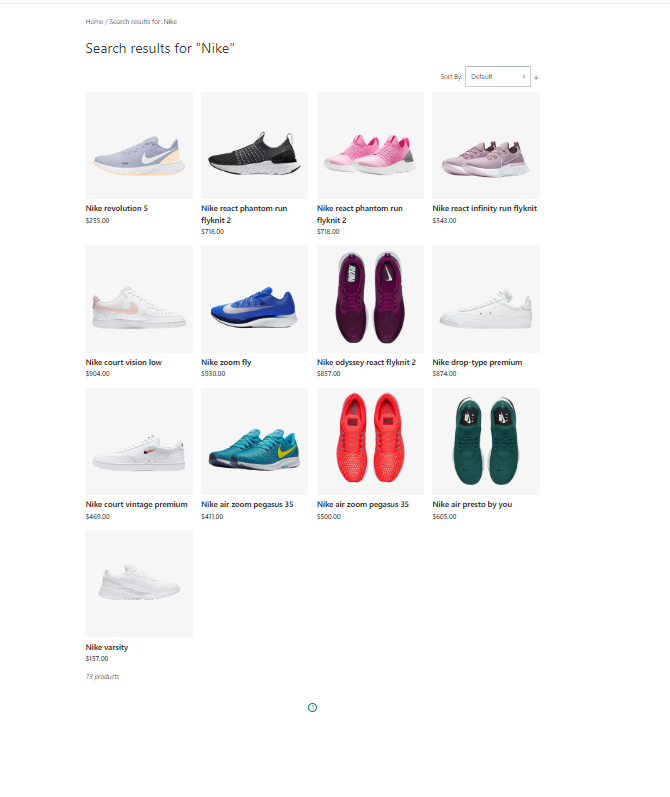 Home / Search results for: Nike
Search results for "Nike"
Sort By: Default
Nike revolution 5
$255.00
Nike react phantom run
flyknit 2
$718.00
Nike react phantom run
flyknit 2
$718.00
Nike react infinity run flyknit
$543.00
Nike court vision low
$904.00
Nike zoom fly
$930.00
RUN
Nike odyssey react flyknit 2
$857.00
Nike drop-type premium
$874.00
Nike court vintage premium
$469.00
Nike air zoom pegasus 35
$411.00
Nike air zoom pegasus 35
$500.00
Nike air presto by you
$605.00
Nike varsity
$157.00
13 products
1